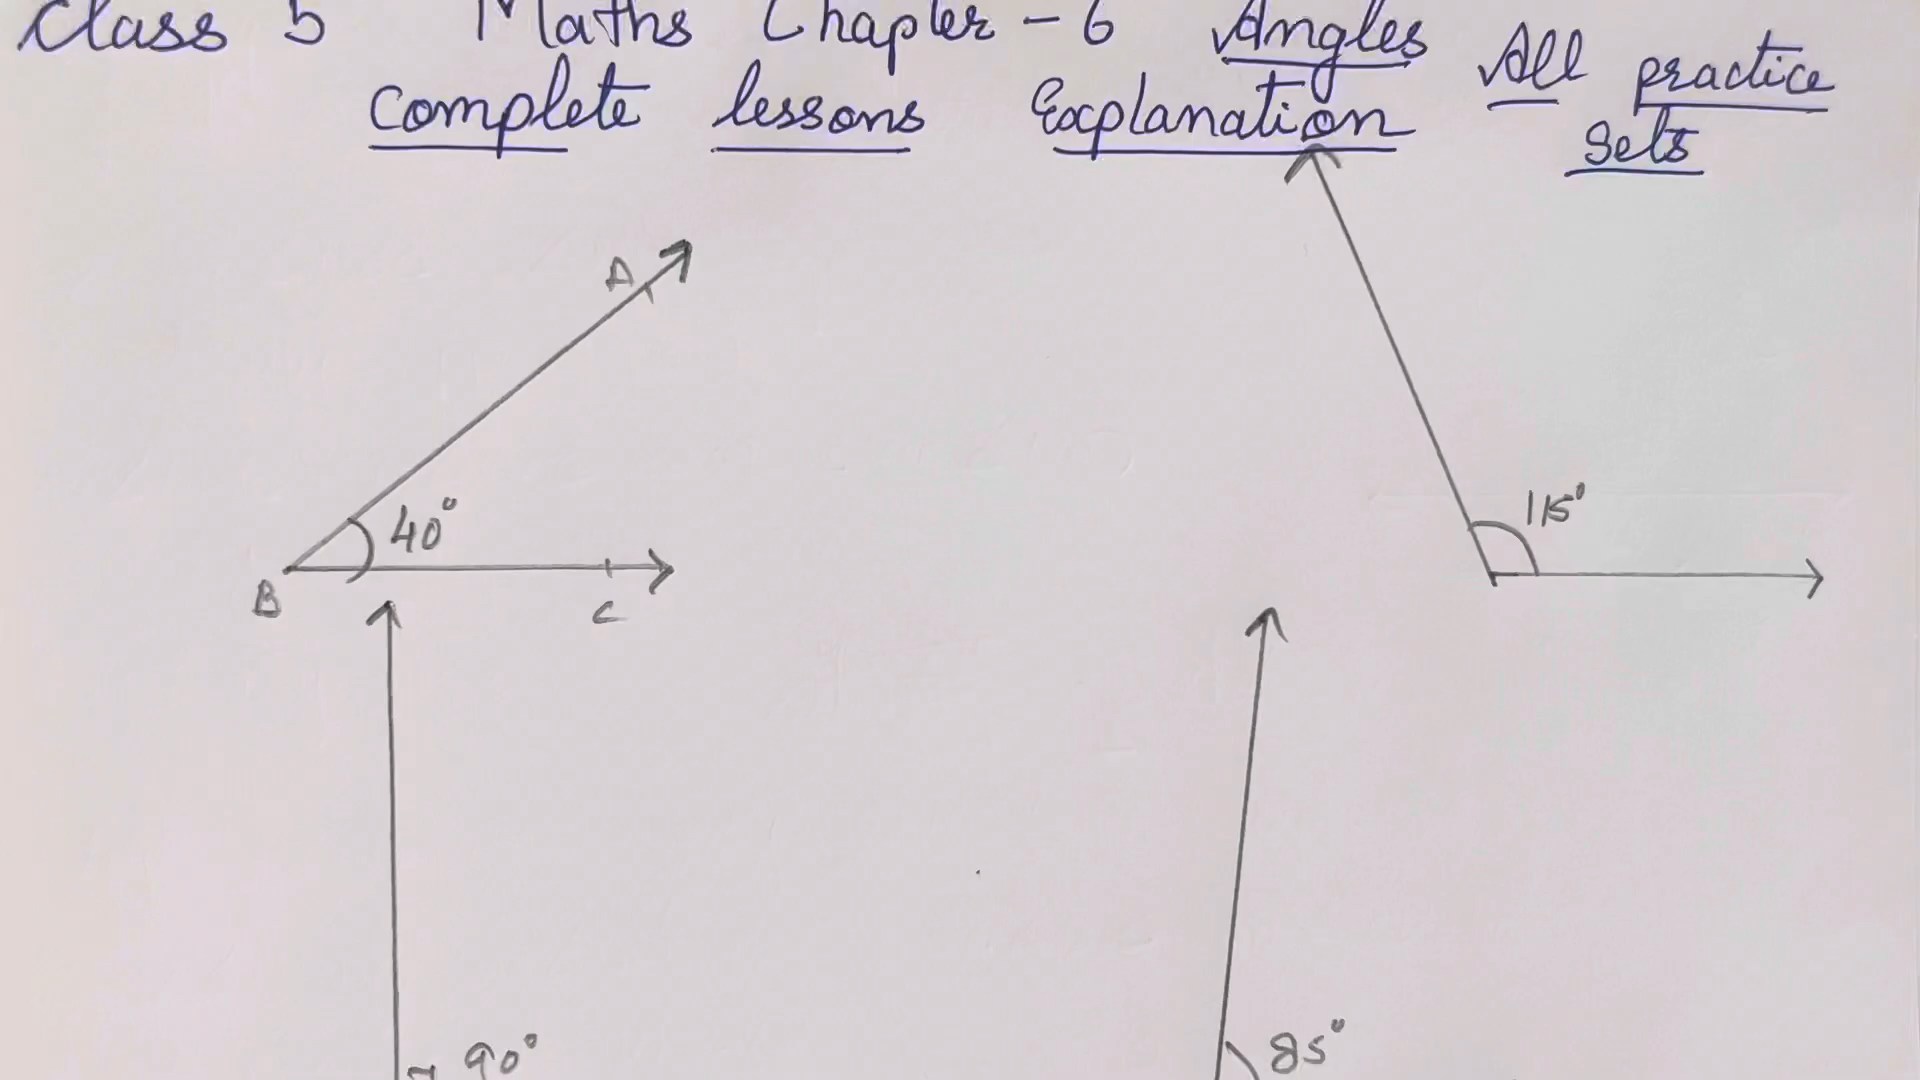 Class 5 Maths Chapter - 6 Angles All practice
Complete lessons Explanation Sets
A
40°
B
C
115°
90°
85°